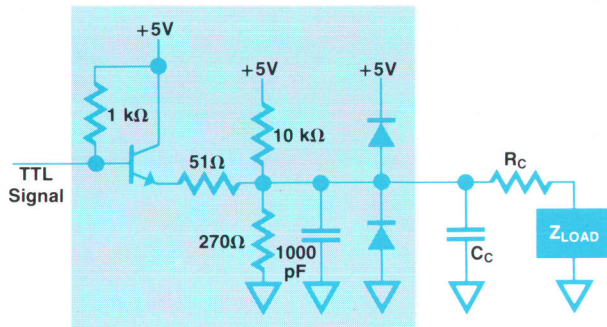 +5V
+5V
+5V
1 kΩ
10 kΩ
TTL
Signal
51Ω
270Ω
1000
pF
RC
CC
ZLOAD